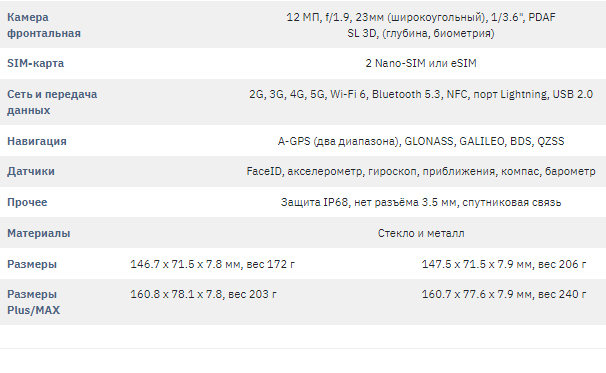 Камера
фронтальная
12 МП, f/1.9, 23мм (широкоугольный), 1/3.6", PDAF
SL 3D, (глубина, биометрия)
SIM-карта
2 Nano-SIM или eSIM
Сеть и передача
данных
2G, 3G, 4G, 5G, Wi-Fi 6, Bluetooth 5.3, NFC, порт Lightning, USB 2.0
Навигация
A-GPS (два диапазона), GLONASS, GALILEO, BDS, QZSS
Датчики
FaceID, акселерометр, гироскоп, приближения, компас, барометр
Прочее
Защита IP68, нет разъёма 3.5 мм, спутниковая связь
Материалы
Стекло и металл
Размеры
146.7 x 71.5 x 7.8 мм, вес 172 г
147.5 x 71.5 x 7.9 мм, вес 206 г
Размеры
Plus/MAX
160.8 x 78.1 x 7.8, вес 203 г
160.7 x 77.6 x 7.9 мм, вес 240 г